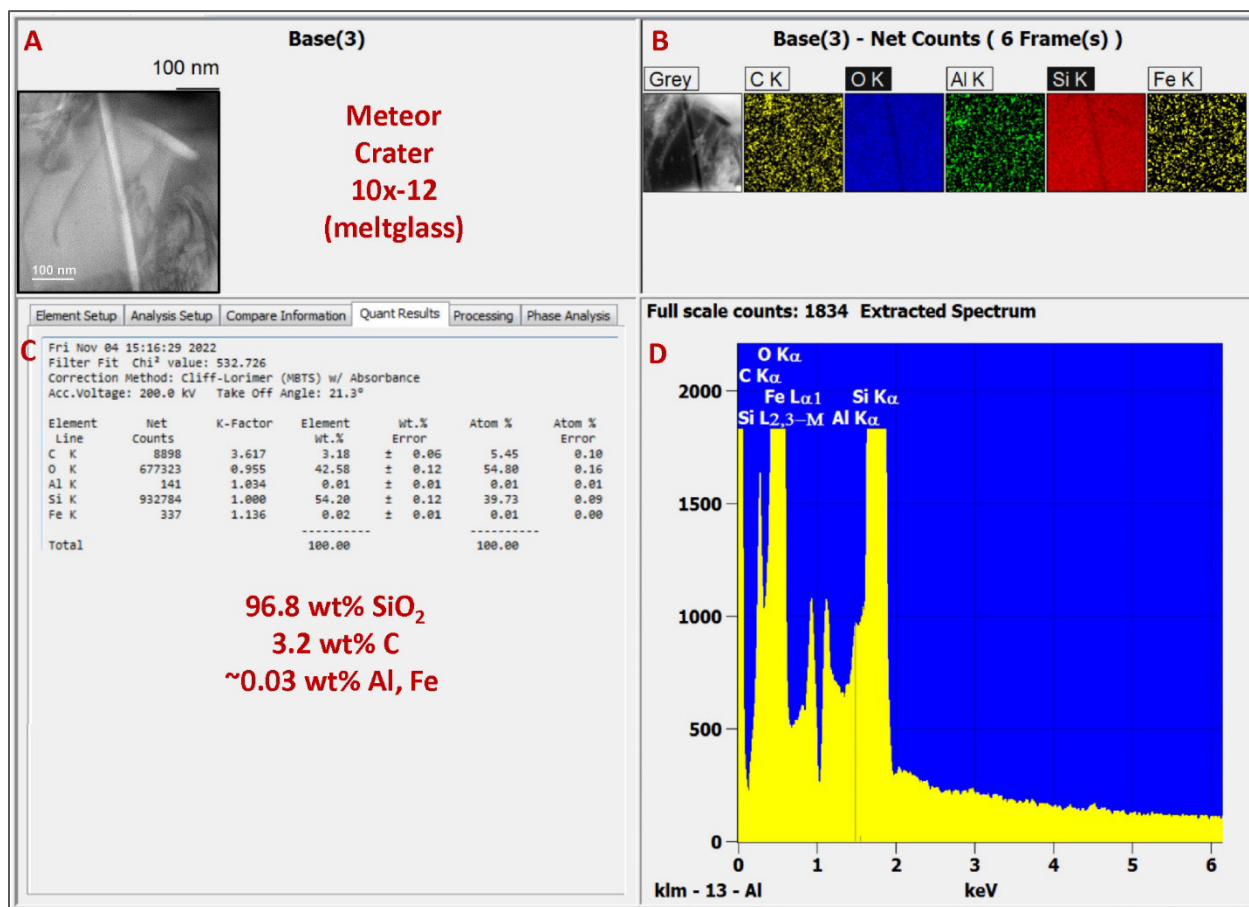 A
Base(3)
100 nm
100 nm
Meteor
Crater
10x-12
(meltglass)
B
Base(3) - Net Counts ( 6 Frame(s) )
Grey C K O K Al K Si K Fe K
Element Setup Analysis Setup Compare Information Quant Results Processing Phase Analysis
C
Fri Nov 04 15:16:29 2022
Filter Fit Chi² value: 532.726
Correction Method: Cliff-Lorimer (MBTS) w/ Absorbance
Acc.Voltage: 200.0 kV Take Off Angle: 21.3°
Element Net K-Factor Element Wt.% Atom % Atom %
Line Counts Wt.% Error Error
C K 8898 3.617 3.18 ± 0.06 5.45 0.10
O K 677323 0.955 42.58 ± 0.12 54.80 0.16
Al K 141 1.034 0.01 ± 0.01 0.01 0.01
Si K 932784 1.000 54.20 ± 0.12 39.73 0.09
Fe K 337 1.136 0.02 ± 0.01 0.01 0.00
---------- ----------
Total 100.00 100.00
96.8 wt% SiO₂
3.2 wt% C
~0.03 wt% Al, Fe
Full scale counts: 1834 Extracted Spectrum
D
O Kα
C Kα
Fe Lα1 Si Kα
Si L2,3−M Al Kα
2000
1500
1000
500
0
0 1 2 3 4 5 6
klm - 13 - Al keV